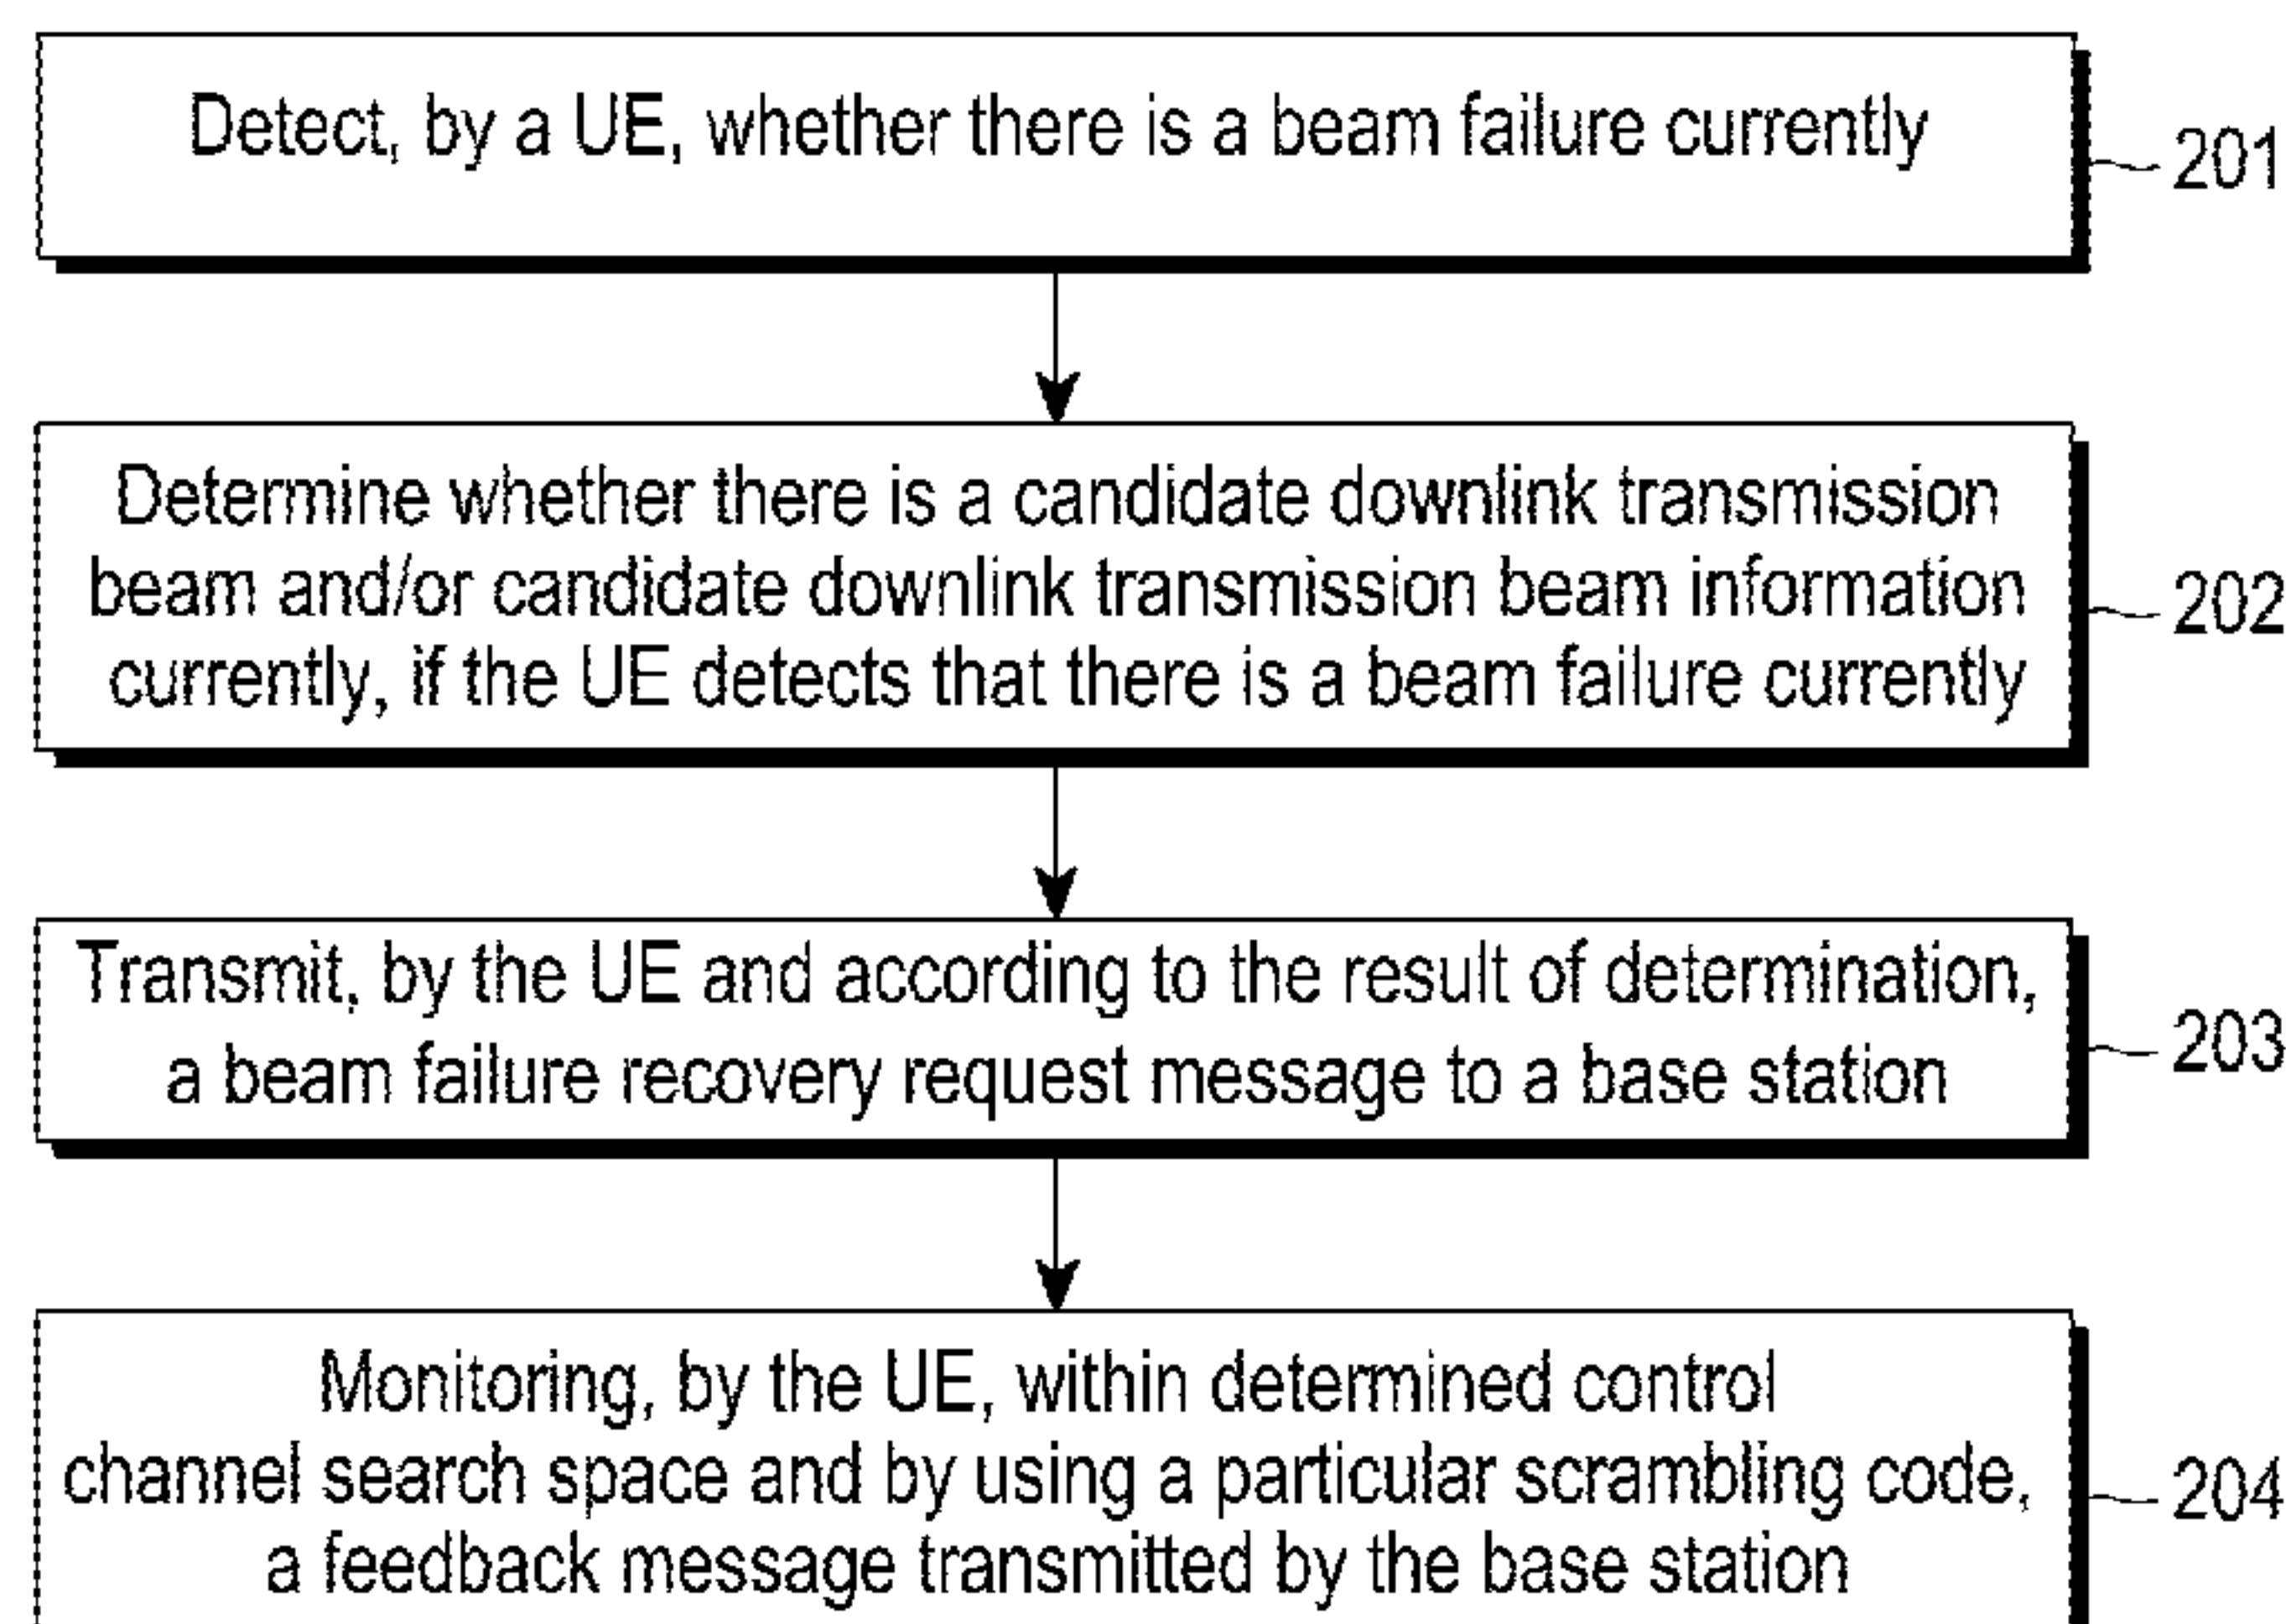 Detect, by a UE, whether there is a beam failure currently
201
Determine whether there is a candidate downlink transmission
beam and/or candidate downlink transmission beam information
currently, if the UE detects that there is a beam failure currently
202
Transmit, by the UE and according to the result of determination,
a beam failure recovery request message to a base station
203
Monitoring, by the UE, within determined control
channel search space and by using a particular scrambling code,
a feedback message transmitted by the base station
204